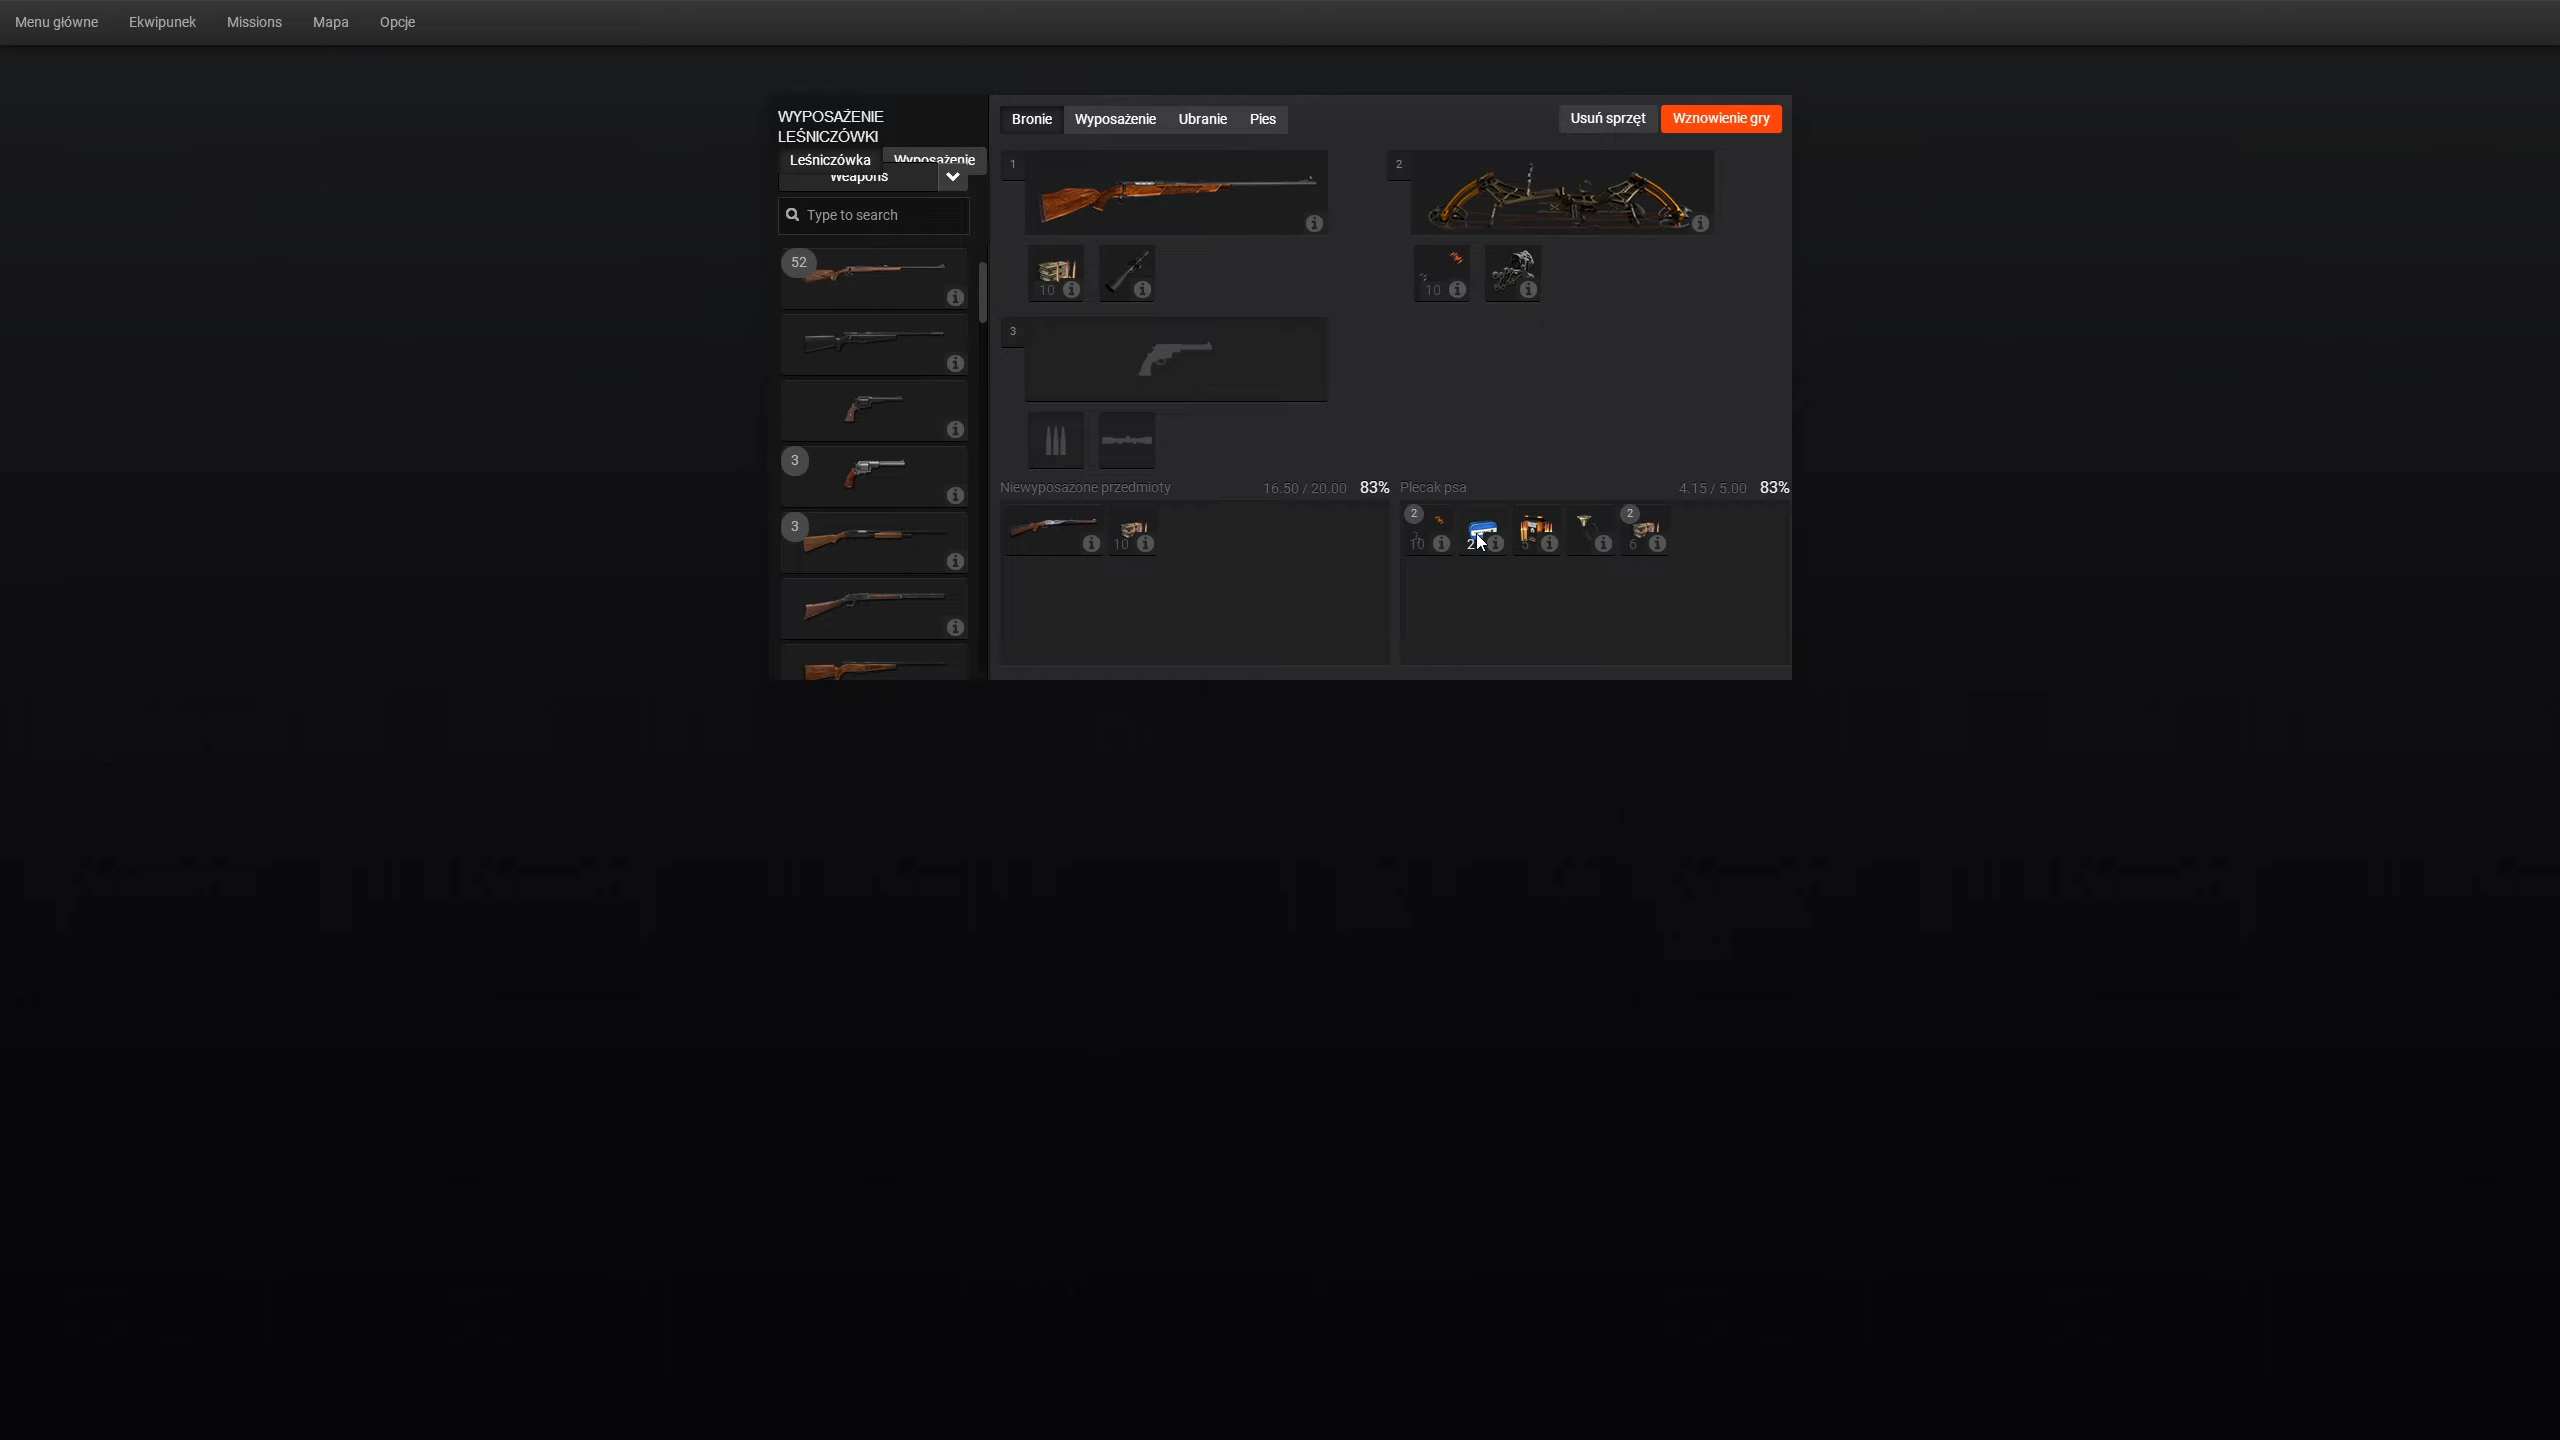 Menu główne Ekwipunek Missions Mapa Opcje
WYPOSAŻENIE
LEŚNICZÓWKI
Leśniczówka Wyposażenie
Weapons
Type to search
52
3
3
Bronie Wyposażenie Ubranie Pies
Usuń sprzęt Wznowienie gry
1
10
2
10
3
Niewyposażone przedmioty 16.50 / 20.00 83%
10
Plecak psa 4.15 / 5.00 83%
2 2
10 5 6